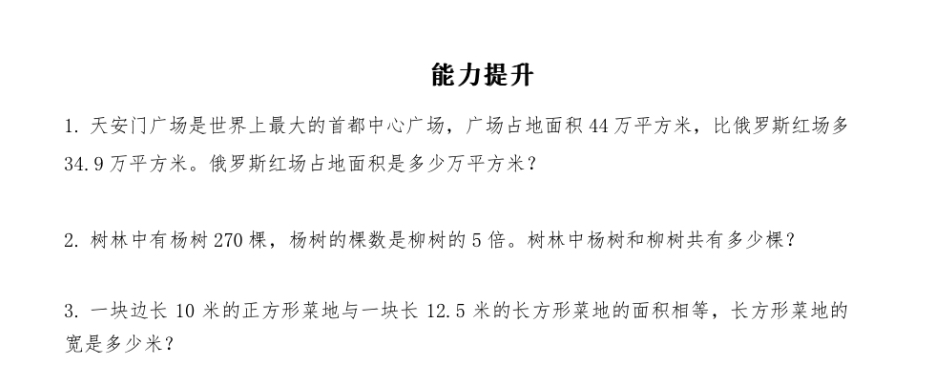 能力提升
1. 天安门广场是世界上最大的首都中心广场，广场占地面积 44 万平方米，比俄罗斯红场多
34.9 万平方米。俄罗斯红场占地面积是多少万平方米？
2. 树林中有杨树 270 棵，杨树的棵数是柳树的 5 倍。树林中杨树和柳树共有多少棵？
3. 一块边长 10 米的正方形菜地与一块长 12.5 米的长方形菜地的面积相等，长方形菜地的
宽是多少米？